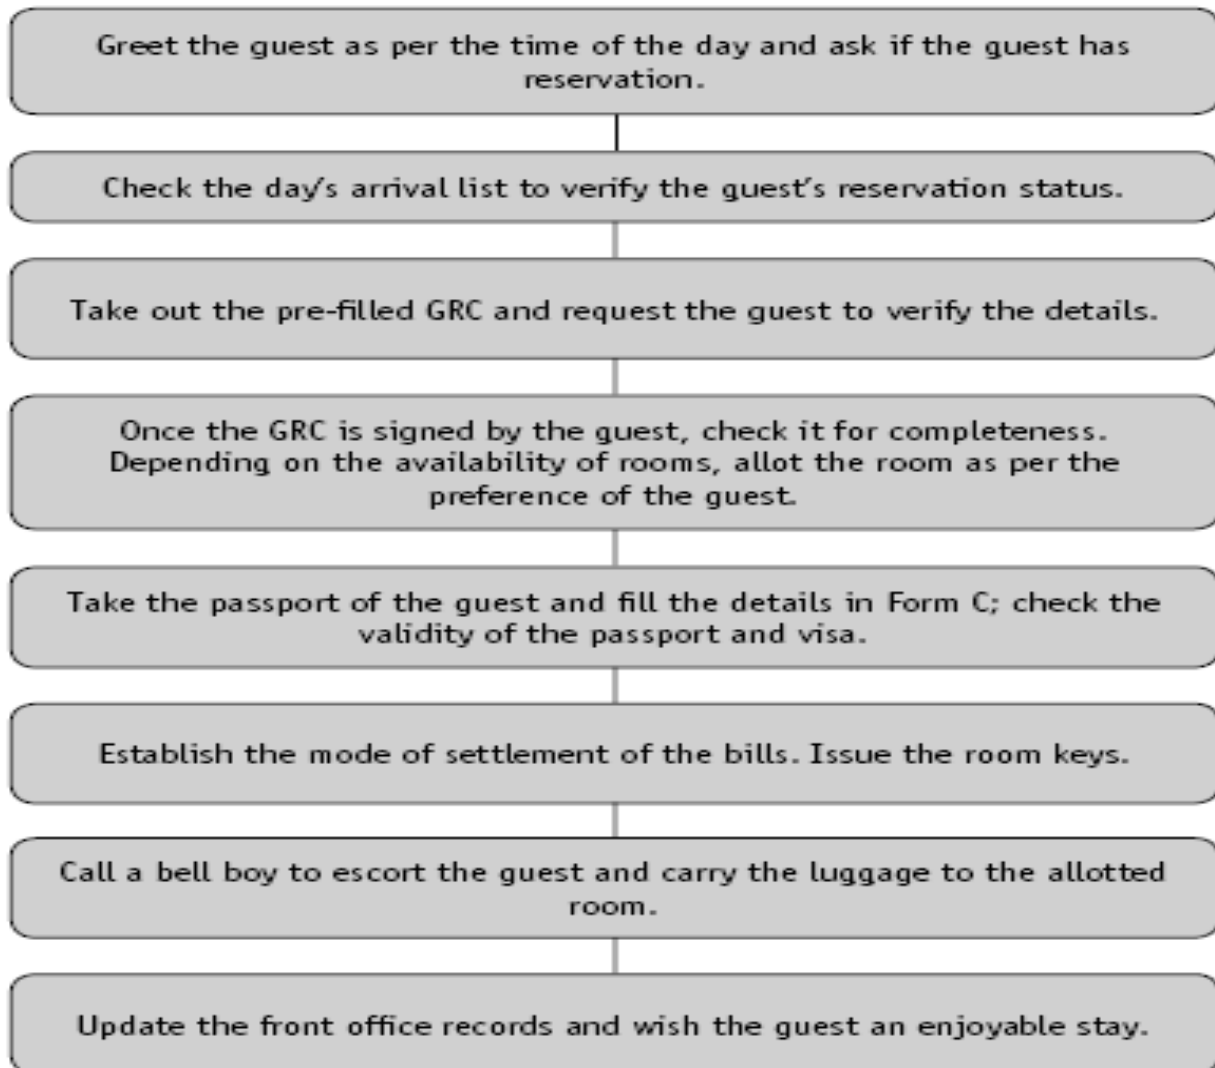 Greet the guest as per the time of the day and ask if the guest has
reservation.
Check the day's arrival list to verify the guest's reservation status.
Take out the pre-filled GRC and request the guest to verify the details.
Once the GRC is signed by the guest, check it for completeness.
Depending on the availability of rooms, allot the room as per the
preference of the guest.
Take the passport of the guest and fill the details in Form C; check the
validity of the passport and visa.
Establish the mode of settlement of the bills. Issue the room keys.
Call a bell boy to escort the guest and carry the luggage to the allotted
room.
Update the front office records and wish the guest an enjoyable stay.